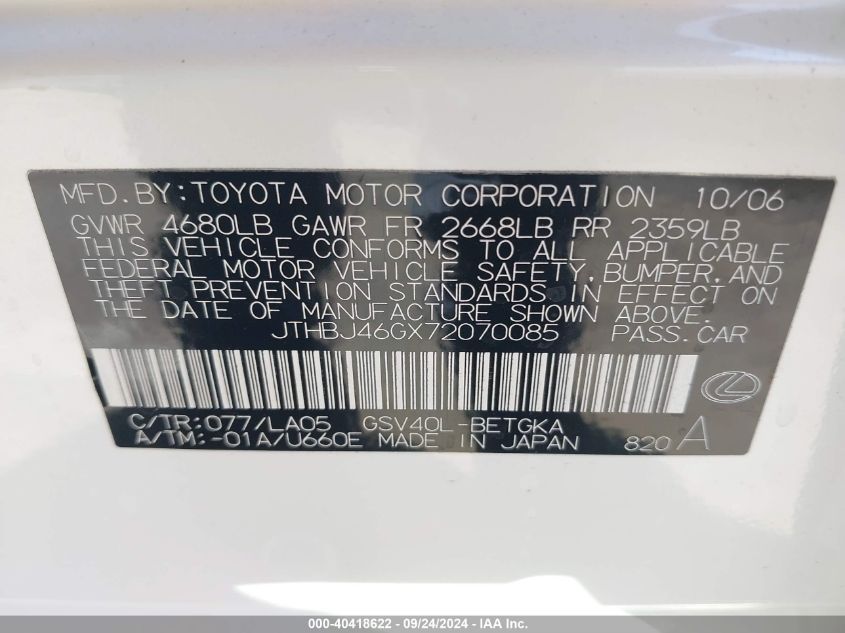 MFD. BY: TOYOTA MOTOR CORPORATION 10/06
GVWR 4680LB GAWR FR 2668LB RR 2359LB
THIS VEHICLE CONFORMS TO ALL APPLICABLE
FEDERAL MOTOR VEHICLE SAFETY, BUMPER, AND
THEFT PREVENTION STANDARDS IN EFFECT ON
THE DATE OF MANUFACTURE SHOWN ABOVE.
JTHBJ46GX72070085 PASS. CAR
C/TR: 077/LA05 GSV40L-BETGKA
A/TM: -01A/U660E MADE IN JAPAN 820 A
000-40418622 - 09/24/2024 - IAA Inc.